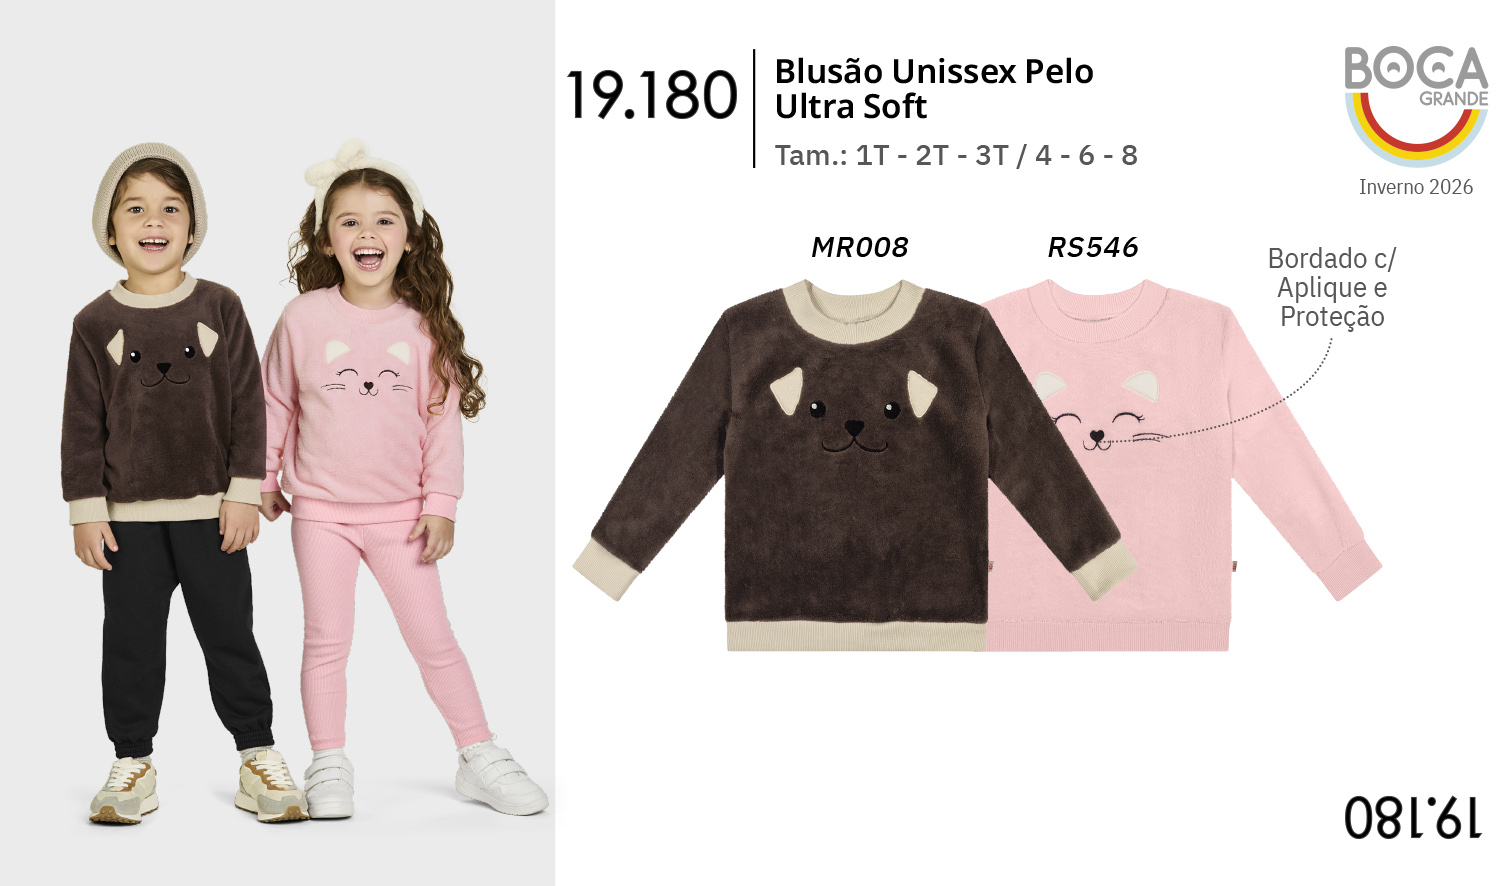 19.180
Blusão Unissex Pelo
Ultra Soft
Tam.: 1T - 2T - 3T / 4 - 6 - 8
BOCA
GRANDE
Inverno 2026
MR008
RS546
Bordado c/
Aplique e
Proteção
19.180